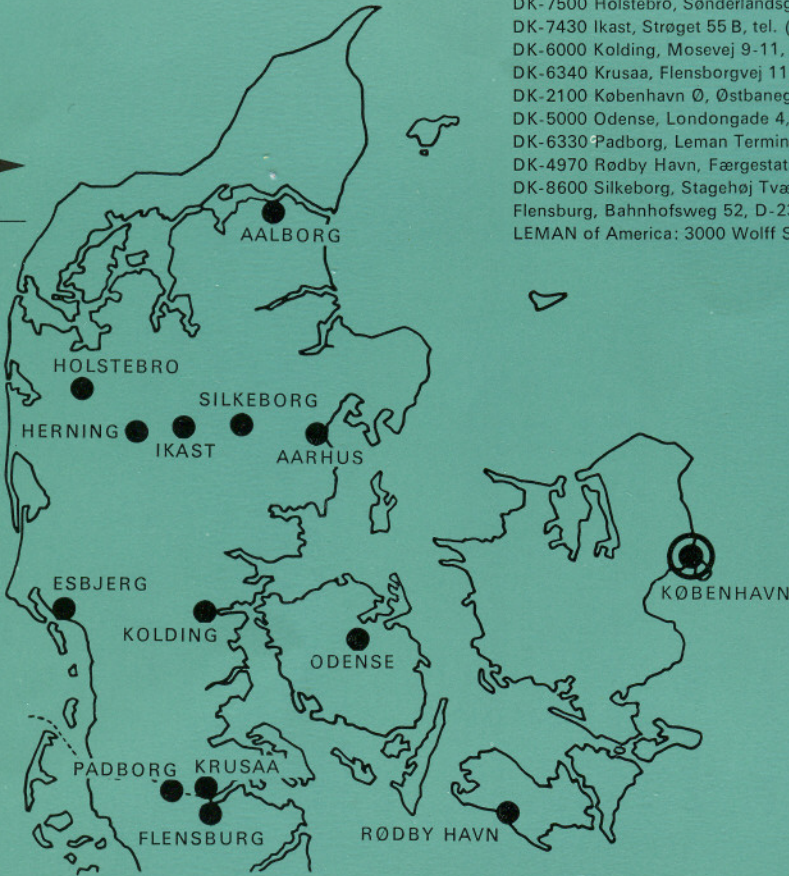 DK-7500 Holstebro, Sønderlandsg
DK-7430 Ikast, Strøget 55 B, tel. (
DK-6000 Kolding, Mosevej 9-11,
DK-6340 Krusaa, Flensborgvej 11
DK-2100 København Ø, Østbaneg
DK-5000 Odense, Londongade 4,
DK-6330 Padborg, Leman Termin
DK-4970 Rødby Havn, Færgestat
DK-8600 Silkeborg, Stagehøj Tvæ
Flensburg, Bahnhofsweg 52, D-23
LEMAN of America: 3000 Wolff S
AALBORG
HOLSTEBRO
SILKEBORG
HERNING
IKAST
AARHUS
ESBJERG
KØBENHAVN
KOLDING
ODENSE
PADBORG
KRUSAA
FLENSBURG
RØDBY HAVN